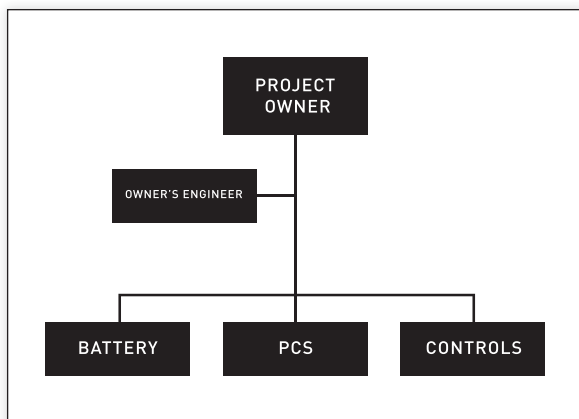 PROJECT
OWNER
OWNER'S ENGINEER
BATTERY
PCS
CONTROLS